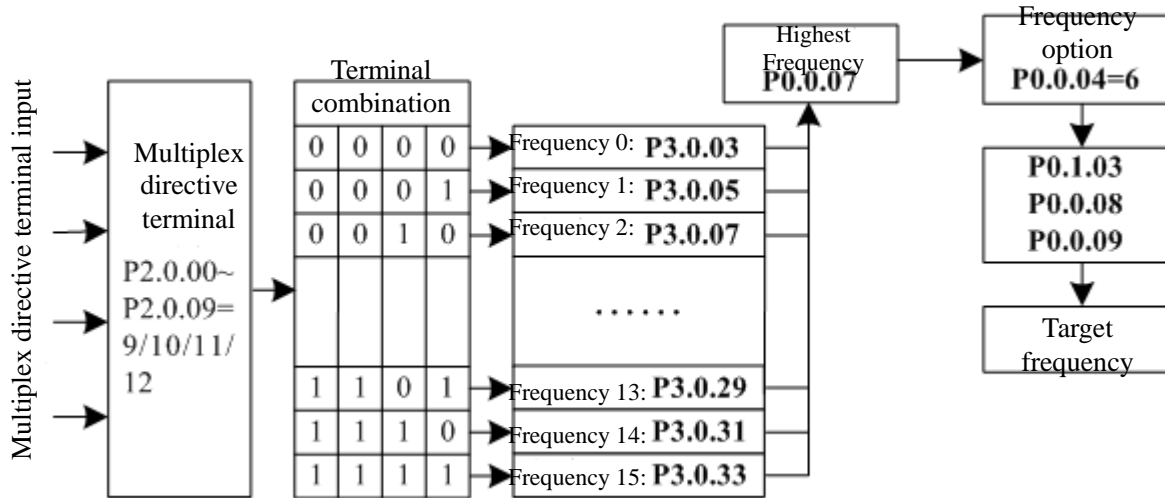 Multiplex directive terminal input
Multiplex
directive
terminal
P2.0.00~
P2.0.09=
9/10/11/
12
Terminal
combination
0 0 0 0
0 0 0 1
0 0 1 0
1 1 0 1
1 1 1 0
1 1 1 1
Frequency 0: P3.0.03
Frequency 1: P3.0.05
Frequency 2: P3.0.07
......
Frequency 13: P3.0.29
Frequency 14: P3.0.31
Frequency 15: P3.0.33
Highest
Frequency
P0.0.07
Frequency
option
P0.0.04=6
P0.1.03
P0.0.08
P0.0.09
Target
frequency